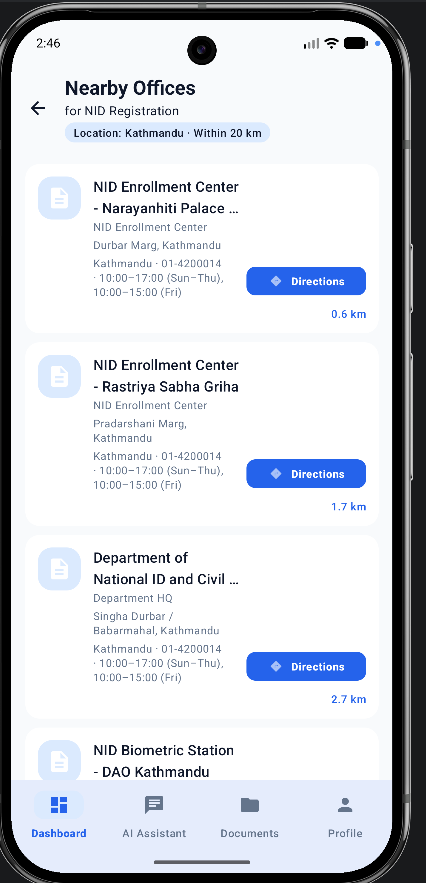 2:46
Nearby Offices
for NID Registration
Location: Kathmandu · Within 20 km
NID Enrollment Center
- Narayanhiti Palace ...
NID Enrollment Center
Durbar Marg, Kathmandu
Kathmandu · 01-4200014
· 10:00–17:00 (Sun–Thu),
10:00–15:00 (Fri)
Directions
0.6 km
NID Enrollment Center
- Rastriya Sabha Griha
NID Enrollment Center
Pradarshani Marg,
Kathmandu
Kathmandu · 01-4200014
· 10:00–17:00 (Sun–Thu),
10:00–15:00 (Fri)
Directions
1.7 km
Department of
National ID and Civil ...
Department HQ
Singha Durbar /
Babarmahal, Kathmandu
Kathmandu · 01-4200014
· 10:00–17:00 (Sun–Thu),
10:00–15:00 (Fri)
Directions
2.7 km
NID Biometric Station
- DAO Kathmandu
Dashboard
AI Assistant
Documents
Profile